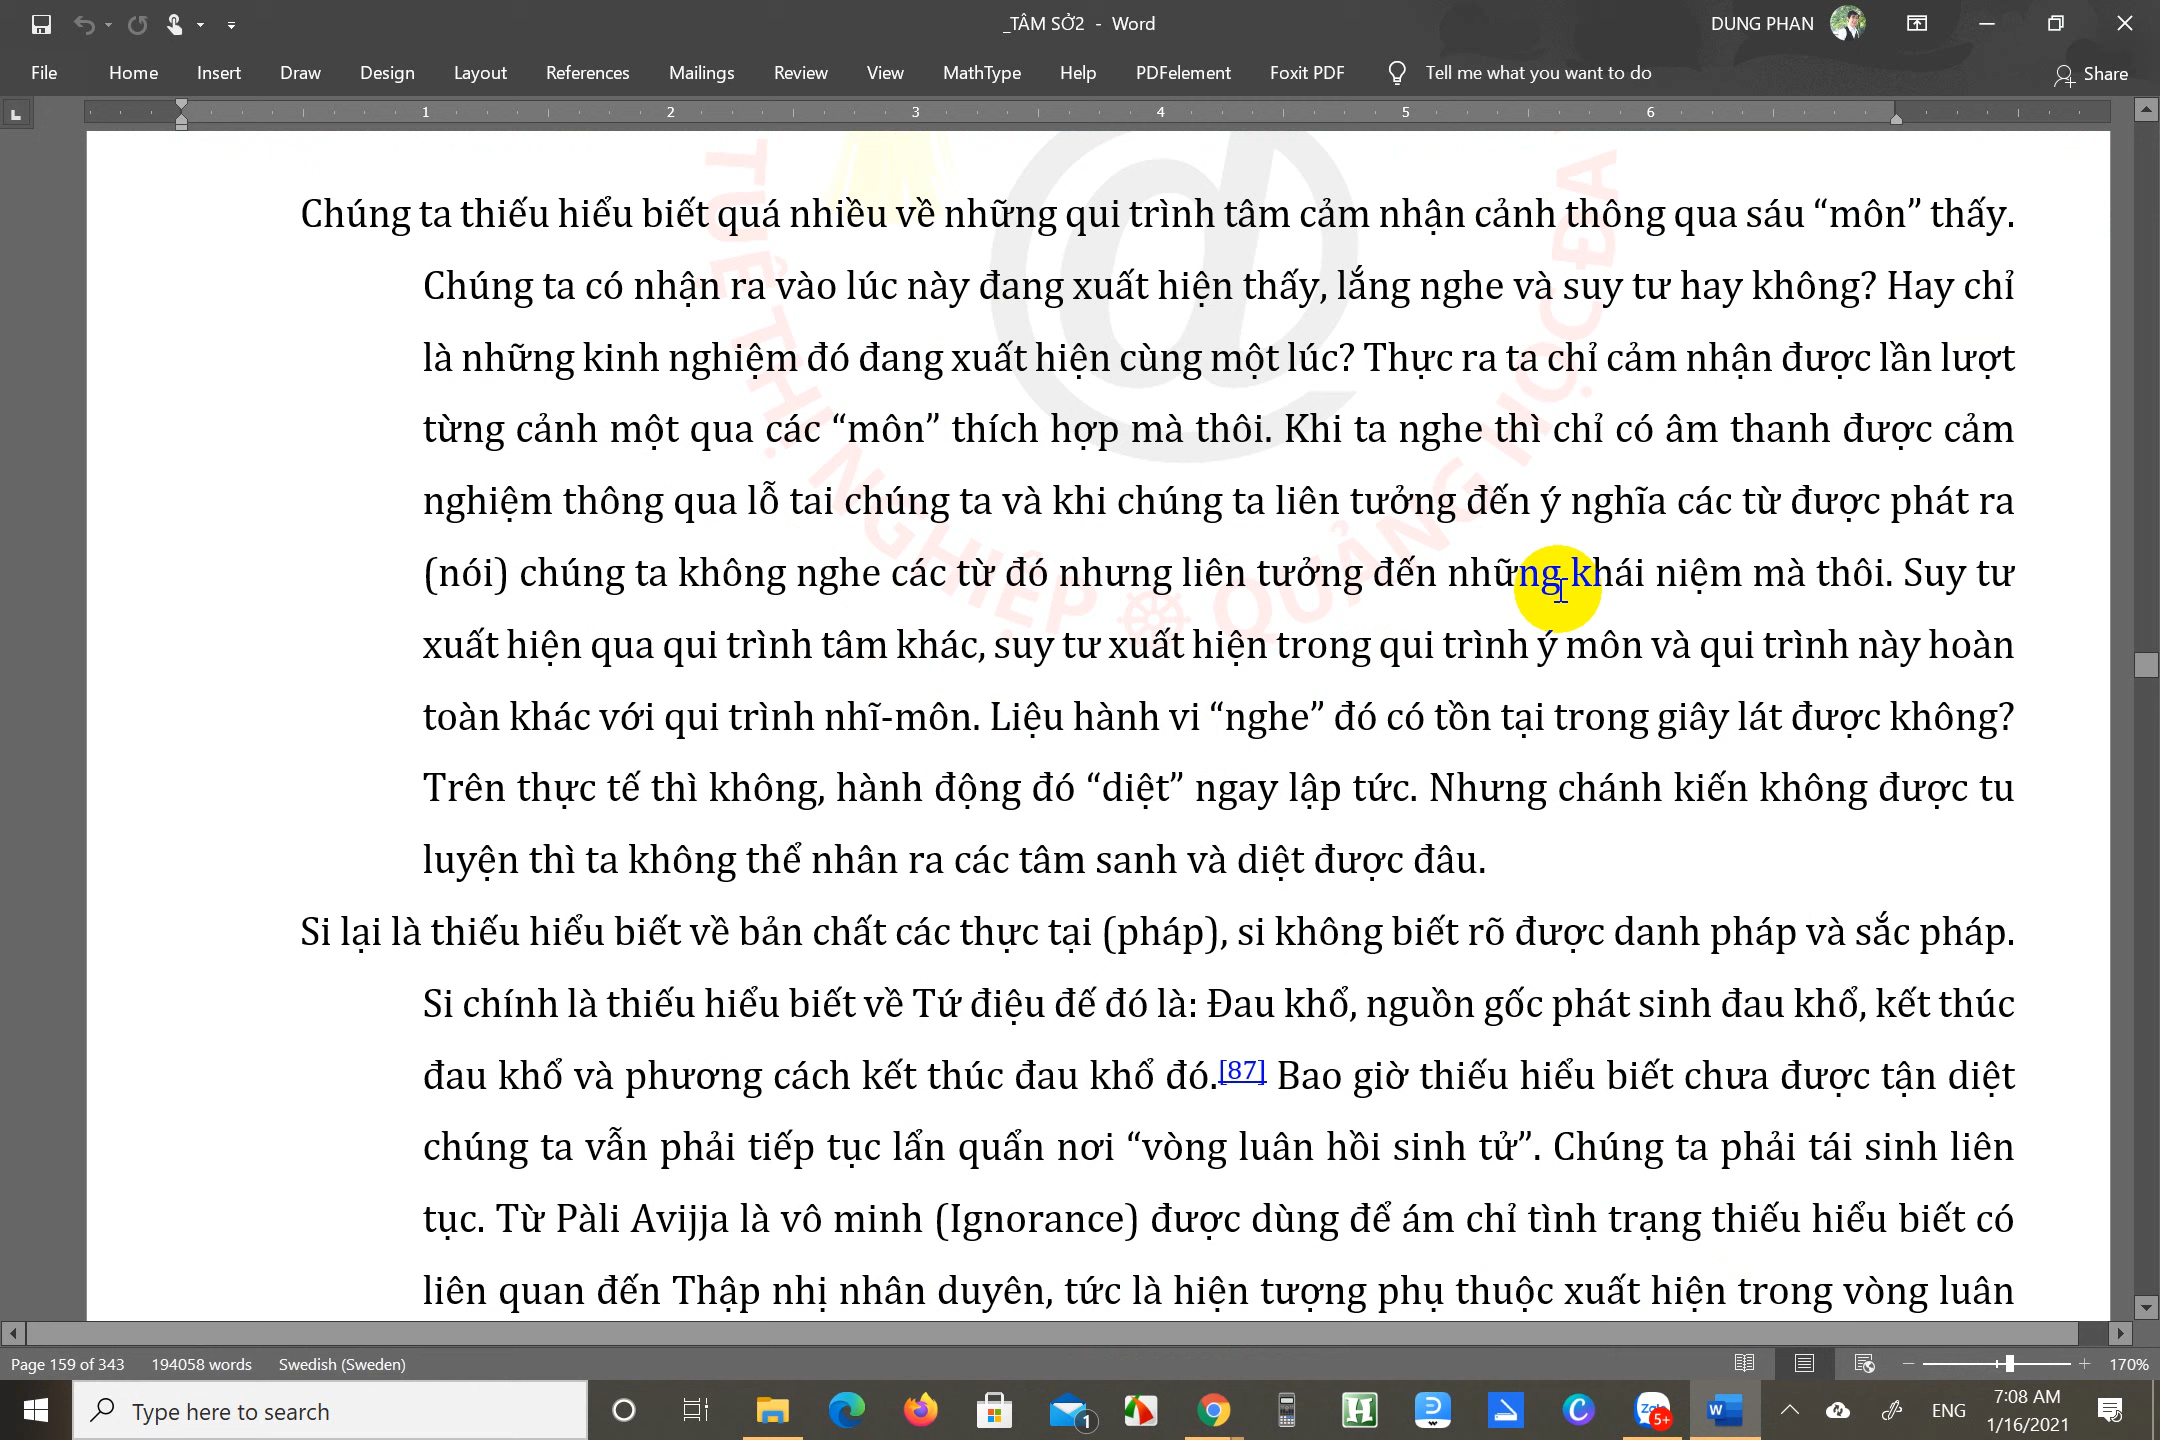 _TÂM SỞ2 - Word
DUNG PHAN
File Home Insert Draw Design Layout References Mailings Review View MathType Help PDFelement Foxit PDF Tell me what you want to do Share
1 2 3 4 5 6
Chúng ta thiếu hiểu biết quá nhiều về những qui trình tâm cảm nhận cảnh thông qua sáu “môn” thấy.
Chúng ta có nhận ra vào lúc này đang xuất hiện thấy, lắng nghe và suy tư hay không? Hay chỉ
là những kinh nghiệm đó đang xuất hiện cùng một lúc? Thực ra ta chỉ cảm nhận được lần lượt
từng cảnh một qua các “môn” thích hợp mà thôi. Khi ta nghe thì chỉ có âm thanh được cảm
nghiệm thông qua lỗ tai chúng ta và khi chúng ta liên tưởng đến ý nghĩa các từ được phát ra
(nói) chúng ta không nghe các từ đó nhưng liên tưởng đến những khái niệm mà thôi. Suy tư
xuất hiện qua qui trình tâm khác, suy tư xuất hiện trong qui trình ý môn và qui trình này hoàn
toàn khác với qui trình nhĩ-môn. Liệu hành vi “nghe” đó có tồn tại trong giây lát được không?
Trên thực tế thì không, hành động đó “diệt” ngay lập tức. Nhưng chánh kiến không được tu
luyện thì ta không thể nhân ra các tâm sanh và diệt được đâu.
Si lại là thiếu hiểu biết về bản chất các thực tại (pháp), si không biết rõ được danh pháp và sắc pháp.
Si chính là thiếu hiểu biết về Tứ điệu đế đó là: Đau khổ, nguồn gốc phát sinh đau khổ, kết thúc
đau khổ và phương cách kết thúc đau khổ đó.[87] Bao giờ thiếu hiểu biết chưa được tận diệt
chúng ta vẫn phải tiếp tục lẩn quẩn nơi “vòng luân hồi sinh tử”. Chúng ta phải tái sinh liên
tục. Từ Pàli Avijja là vô minh (Ignorance) được dùng để ám chỉ tình trạng thiếu hiểu biết có
liên quan đến Thập nhị nhân duyên, tức là hiện tượng phụ thuộc xuất hiện trong vòng luân
TUỆ THỊ NGHIỆP QUẢNG HỌC ĐA
Page 159 of 343 194058 words Swedish (Sweden) 170%
Type here to search
1
Zalo 5+
ENG
7:08 AM
1/16/2021